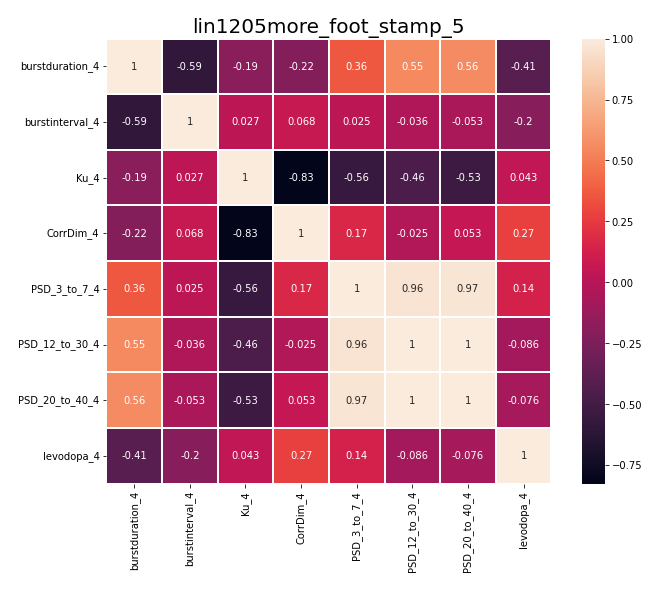 lin1205more_foot_stamp_5
burstduration_4 1 -0.59 -0.19 -0.22 0.36 0.55 0.56 -0.41
burstinterval_4 -0.59 1 0.027 0.068 0.025 -0.036 -0.053 -0.2
Ku_4 -0.19 0.027 1 -0.83 -0.56 -0.46 -0.53 0.043
CorrDim_4 -0.22 0.068 -0.83 1 0.17 -0.025 0.053 0.27
PSD_3_to_7_4 0.36 0.025 -0.56 0.17 1 0.96 0.97 0.14
PSD_12_to_30_4 0.55 -0.036 -0.46 -0.025 0.96 1 1 -0.086
PSD_20_to_40_4 0.56 -0.053 -0.53 0.053 0.97 1 1 -0.076
levodopa_4 -0.41 -0.2 0.043 0.27 0.14 -0.086 -0.076 1
burstduration_4
burstinterval_4
Ku_4
CorrDim_4
PSD_3_to_7_4
PSD_12_to_30_4
PSD_20_to_40_4
levodopa_4
1.00
0.75
0.50
0.25
0.00
−0.25
−0.50
−0.75